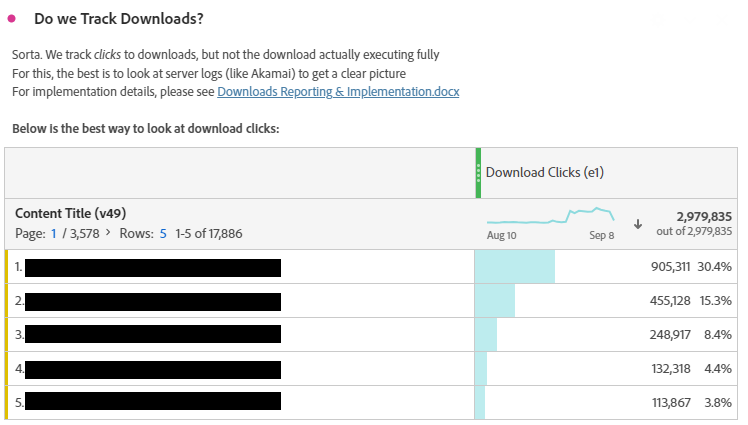 Do we Track Downloads?
Sorta. We track clicks to downloads, but not the download actually executing fully
For this, the best is to look at server logs (like Akamai) to get a clear picture
For implementation details, please see Downloads Reporting & Implementation.docx
Below is the best way to look at download clicks:
Download Clicks (e1)
Content Title (v49)
Page: 1 / 3,578 > Rows: 5 1-5 of 17,886
Aug 10 Sep 8
2,979,835
out of 2,979,835
1. 905,311 30.4%
2. 455,128 15.3%
3. 248,917 8.4%
4. 132,318 4.4%
5. 113,867 3.8%